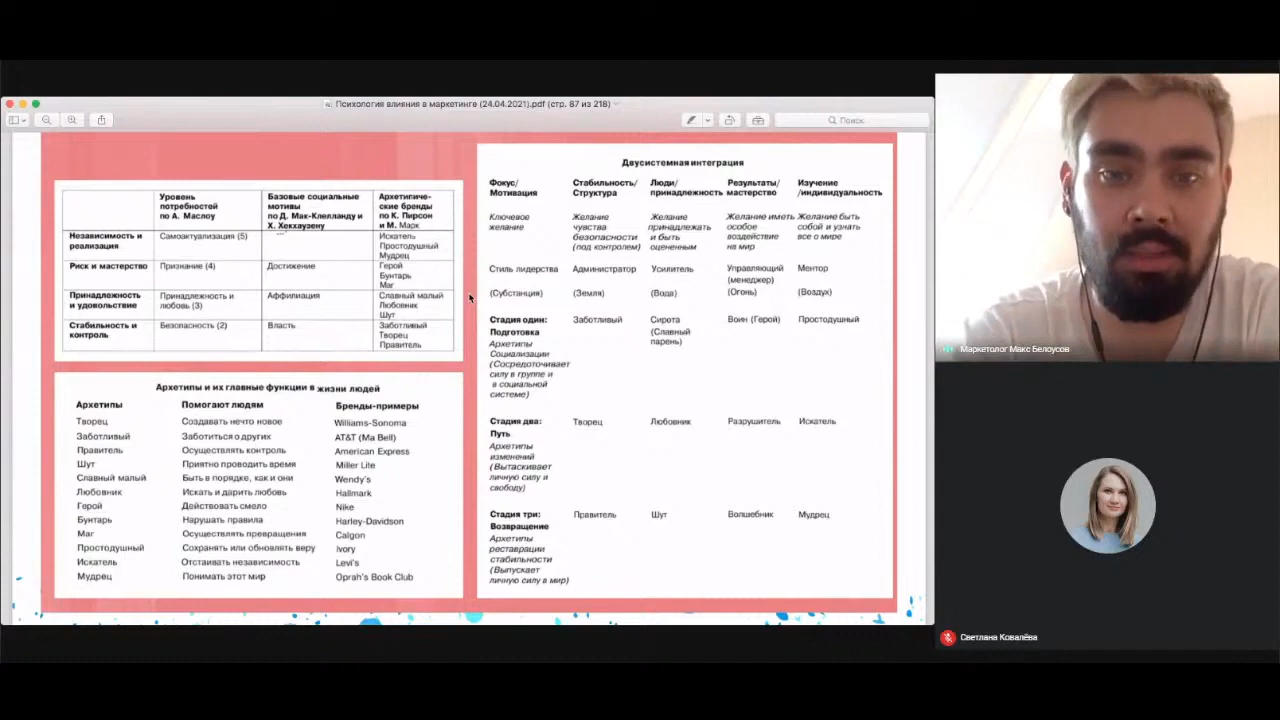 Психология влияния в маркетинге (24.04.2021).pdf (стр. 87 из 218)
Поиск
Уровень потребностей по А. Маслоу
Базовые социальные мотивы по Д. Мак-Клелланду и Х. Хекхаузену
Архетипиче-ские бренды по К. Пирсон и М. Марк
Независимость и реализация
Самоактуализация (5)
Искатель
Простодушный
Мудрец
Риск и мастерство
Признание (4)
Достижение
Герой
Бунтарь
Маг
Принадлежность и удовольствие
Принадлежность и любовь (3)
Аффилиация
Славный малый
Любовник
Шут
Стабильность и контроль
Безопасность (2)
Власть
Заботливый
Творец
Правитель
Архетипы и их главные функции в жизни людей
Архетипы Помогают людям Бренды-примеры
Творец Создавать нечто новое Williams-Sonoma
Заботливый Заботиться о других AT&T (Ma Bell)
Правитель Осуществлять контроль American Express
Шут Приятно проводить время Miller Lite
Славный малый Быть в порядке, как и они Wendy's
Любовник Искать и дарить любовь Hallmark
Герой Действовать смело Nike
Бунтарь Нарушать правила Harley-Davidson
Маг Осуществлять превращения Calgon
Простодушный Сохранять или обновлять веру Ivory
Искатель Отстаивать независимость Levi's
Мудрец Понимать этот мир Oprah's Book Club
Двусистемная интеграция
Фокус/ Стабильность/ Люди/ Результаты/ Изучение
Мотивация Структура принадлежность мастерство /индивидуальность
Ключевое Желание Желание Желание иметь Желание быть
желание чувства принадлежать особое собой и узнать
безопасности и быть воздействие все о мире
(под контролем) оцененным на мир
Стиль лидерства Администратор Усилитель Управляющий Ментор
(менеджер)
(Субстанция) (Земля) (Вода) (Огонь) (Воздух)
Стадия один: Заботливый Сирота Воин (Герой) Простодушный
Подготовка (Славный
Архетипы парень)
Социализации
(Сосредоточивает
силу в группе и
в социальной
системе)
Стадия два: Творец Любовник Разрушитель Искатель
Путь
Архетипы
изменений
(Вытаскивает
личную силу и
свободу)
Стадия три: Правитель Шут Волшебник Мудрец
Возвращение
Архетипы
реставрации
стабильности
(Выпускает
личную силу в мир)
Маркетолог Макс Белоусов
Светлана Ковалёва